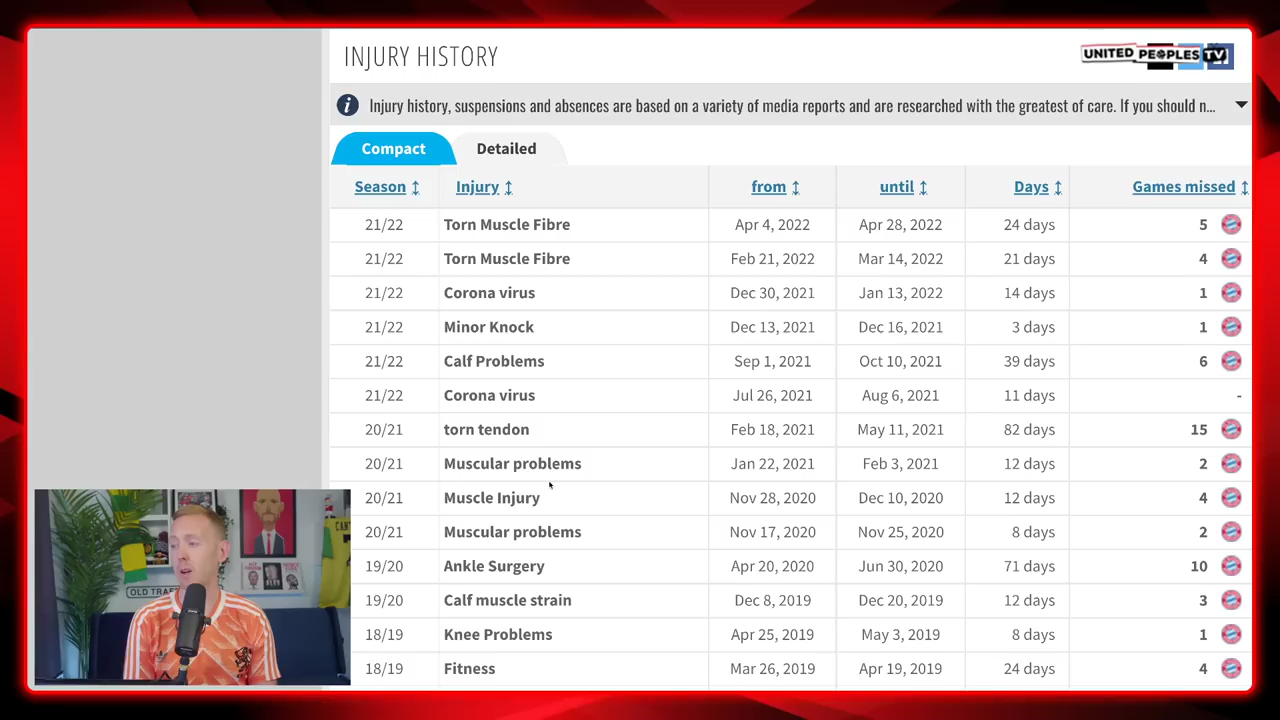 INJURY HISTORY
UNITED PEOPLES TV
Injury history, suspensions and absences are based on a variety of media reports and are researched with the greatest of care. If you should n...
Compact Detailed
Season Injury from until Days Games missed
21/22 Torn Muscle Fibre Apr 4, 2022 Apr 28, 2022 24 days 5
21/22 Torn Muscle Fibre Feb 21, 2022 Mar 14, 2022 21 days 4
21/22 Corona virus Dec 30, 2021 Jan 13, 2022 14 days 1
21/22 Minor Knock Dec 13, 2021 Dec 16, 2021 3 days 1
21/22 Calf Problems Sep 1, 2021 Oct 10, 2021 39 days 6
21/22 Corona virus Jul 26, 2021 Aug 6, 2021 11 days -
20/21 torn tendon Feb 18, 2021 May 11, 2021 82 days 15
20/21 Muscular problems Jan 22, 2021 Feb 3, 2021 12 days 2
20/21 Muscle Injury Nov 28, 2020 Dec 10, 2020 12 days 4
20/21 Muscular problems Nov 17, 2020 Nov 25, 2020 8 days 2
19/20 Ankle Surgery Apr 20, 2020 Jun 30, 2020 71 days 10
19/20 Calf muscle strain Dec 8, 2019 Dec 20, 2019 12 days 3
18/19 Knee Problems Apr 25, 2019 May 3, 2019 8 days 1
18/19 Fitness Mar 26, 2019 Apr 19, 2019 24 days 4
OLD TRAF